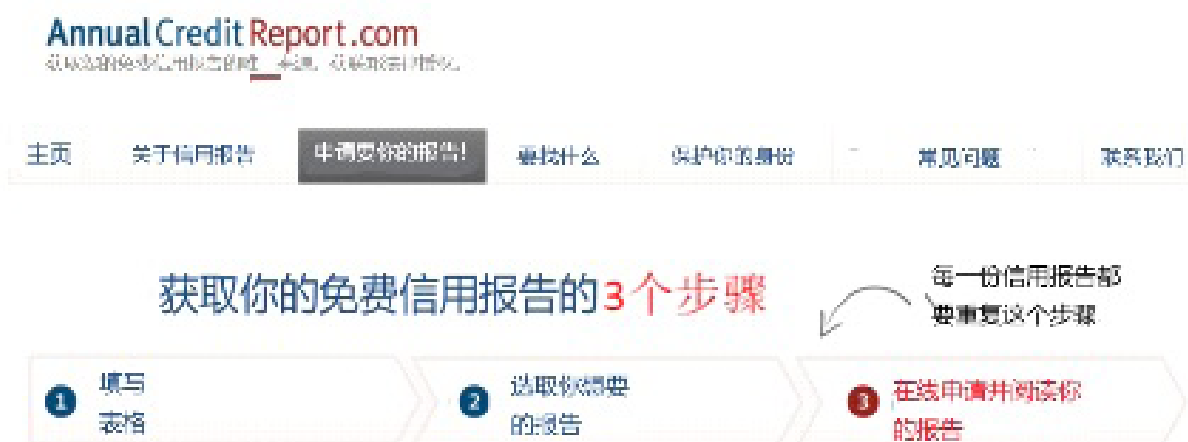 AnnualCreditReport.com
主页 关于信用报告 申请要你的报告! 要找什么 保护你的身份 常见问题 联系我们
获取你的免费信用报告的3个步骤
每一份信用报告都
要重复这个步骤
1 填写
表格
2 选取你想要
的报告
3 在线申请并阅读你
的报告